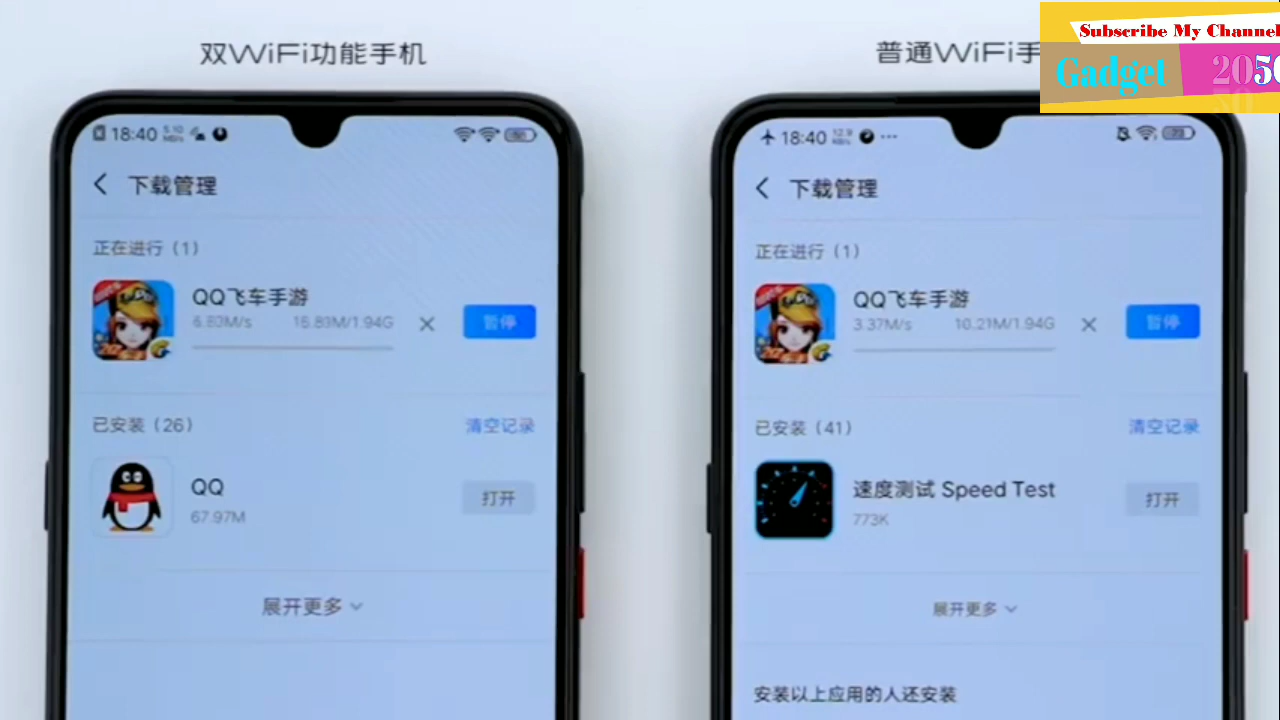 双WiFi功能手机
普通WiFi手
Subscribe My Channel
Gadget 2050
18:40
下载管理
正在进行（1）
QQ飞车手游
15.89M/1.94G
暂停
已安装（26）
清空记录
QQ
67.97M
打开
展开更多
18:40
下载管理
正在进行（1）
QQ飞车手游
3.37M/s 10.21M/1.94G
暂停
已安装（41）
清空记录
速度测试 Speed Test
773K
打开
展开更多
安装以上应用的人还安装